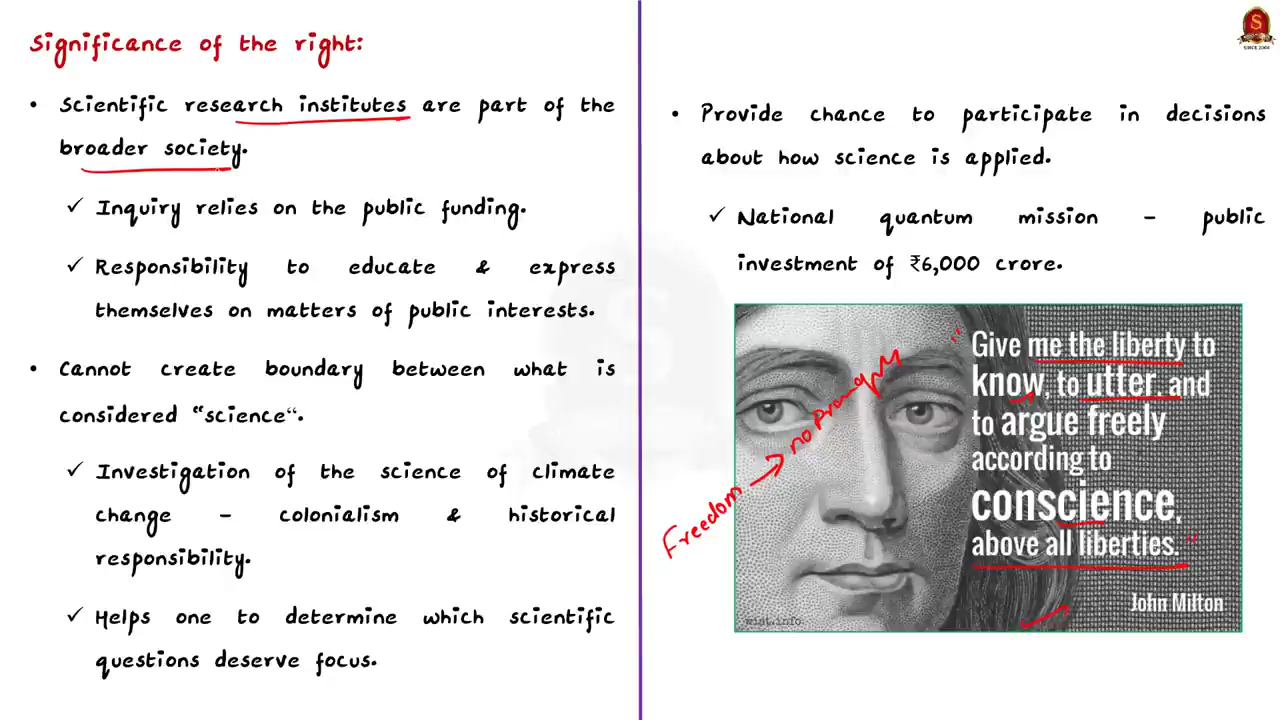 Significance of the right:
• Scientific research institutes are part of the
broader society.
✓ Inquiry relies on the public funding.
✓ Responsibility to educate & express
themselves on matters of public interests.
• Cannot create boundary between what is
considered “science“.
✓ Investigation of the science of climate
change - colonialism & historical
responsibility.
✓ Helps one to determine which scientific
questions deserve focus.
• Provide chance to participate in decisions
about how science is applied.
✓ National quantum mission - public
investment of ₹6,000 crore.
" Give me the liberty to
know, to utter, and
to argue freely
according to
conscience,
above all liberties. "
John Milton
wist.info
Freedom → no
S
SINCE 2004